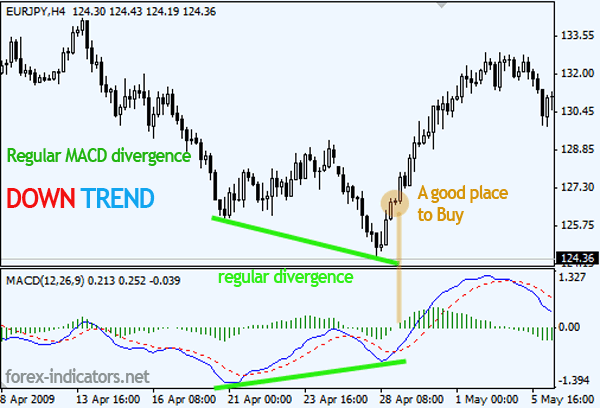 EURJPY,H4 124.30 124.43 124.19 124.36
133.55
132.00
130.45
Regular MACD divergence
128.85
DOWN TREND
127.30
A good place
to Buy
125.75
124.36
regular divergence
MACD(12,26,9) 0.213 0.252 -0.039
1.327
0.00
forex-indicators.net
-1.394
8 Apr 2009
13 Apr 16:00
16 Apr 08:00
21 Apr 00:00
23 Apr 16:00
28 Apr 08:00
1 May 00:00
5 May 16:00